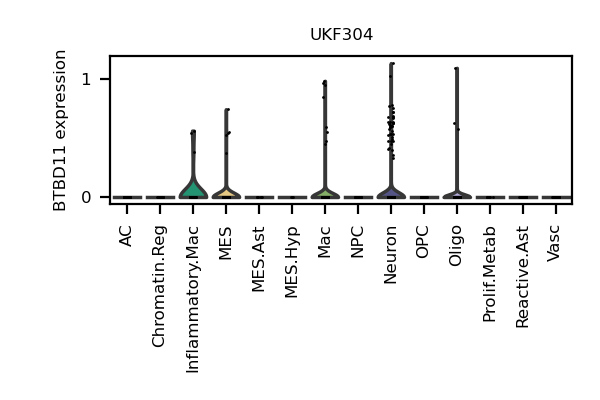 UKF304
BTBD11 expression
1
0
AC
Chromatin.Reg
Inflammatory.Mac
MES
MES.Ast
MES.Hyp
Mac
NPC
Neuron
OPC
Oligo
Prolif.Metab
Reactive.Ast
Vasc